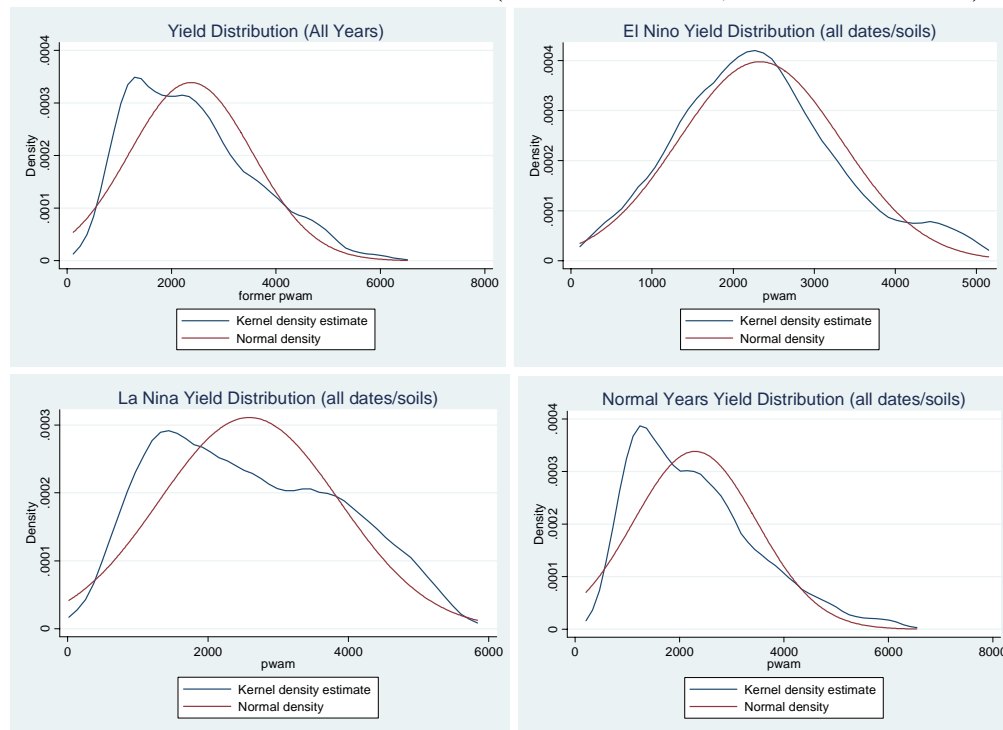 Yield Distribution (All Years)
Density
0 .0001 .0002 .0003 .0004
0 2000 4000 6000 8000
former pwam
Kernel density estimate
Normal density
El Nino Yield Distribution (all dates/soils)
Density
0 .0001 .0002 .0003 .0004
0 1000 2000 3000 4000 5000
pwam
Kernel density estimate
Normal density
La Nina Yield Distribution (all dates/soils)
Density
0 .0001 .0002 .0003
0 2000 4000 6000
pwam
Kernel density estimate
Normal density
Normal Years Yield Distribution (all dates/soils)
Density
0 .0001 .0002 .0003 .0004
0 2000 4000 6000 8000
pwam
Kernel density estimate
Normal density